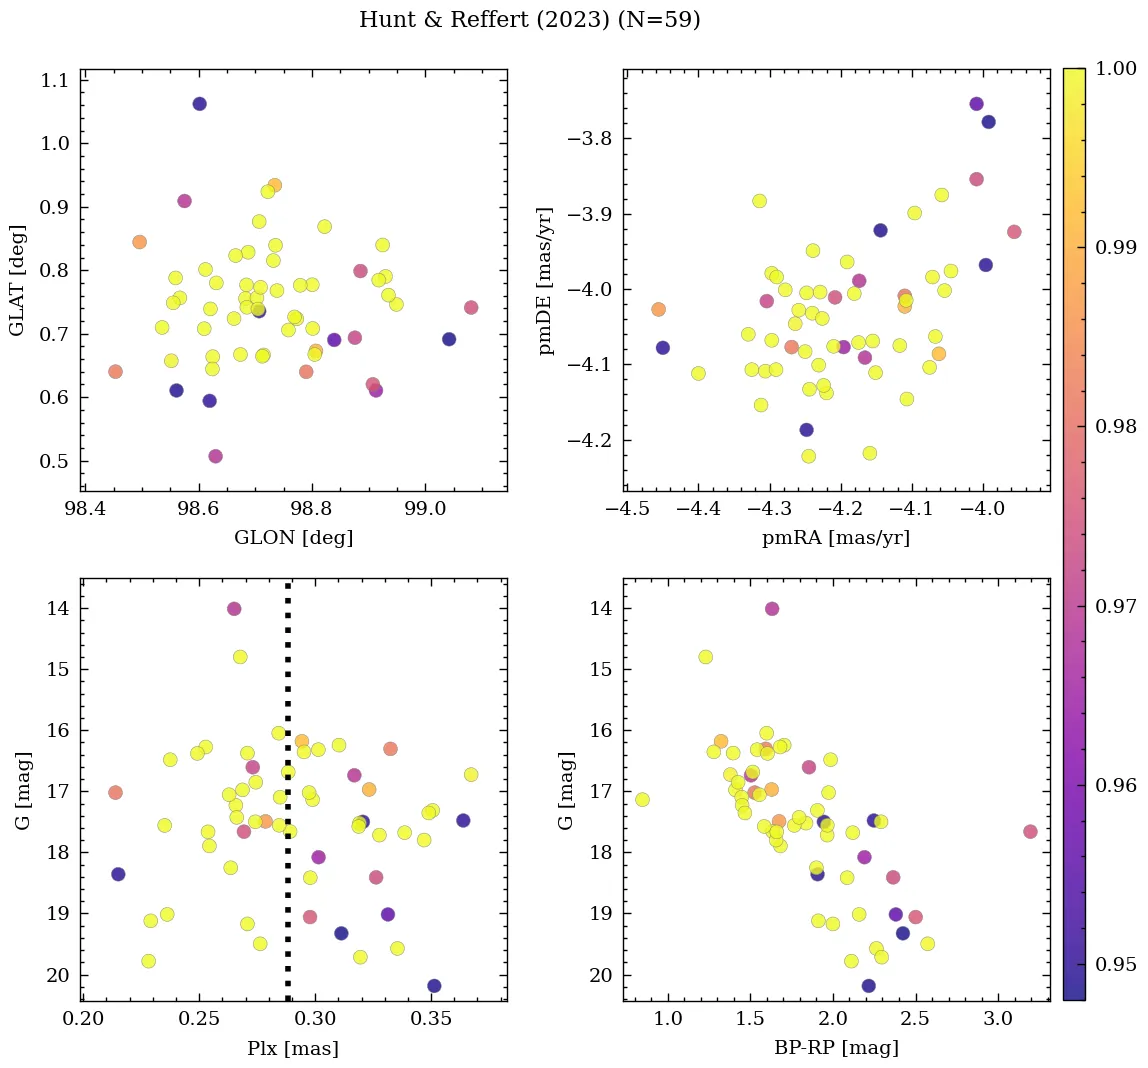 Hunt & Reffert (2023) (N=59)
1.1
1.0
0.9
0.8
0.7
0.6
0.5
GLAT [deg]
98.4 98.6 98.8 99.0
GLON [deg]
−3.8
−3.9
−4.0
−4.1
−4.2
pmDE [mas/yr]
−4.5 −4.4 −4.3 −4.2 −4.1 −4.0
pmRA [mas/yr]
14
15
16
17
18
19
20
G [mag]
0.20 0.25 0.30 0.35
Plx [mas]
14
15
16
17
18
19
20
G [mag]
1.0 1.5 2.0 2.5 3.0
BP-RP [mag]
1.00
0.99
0.98
0.97
0.96
0.95